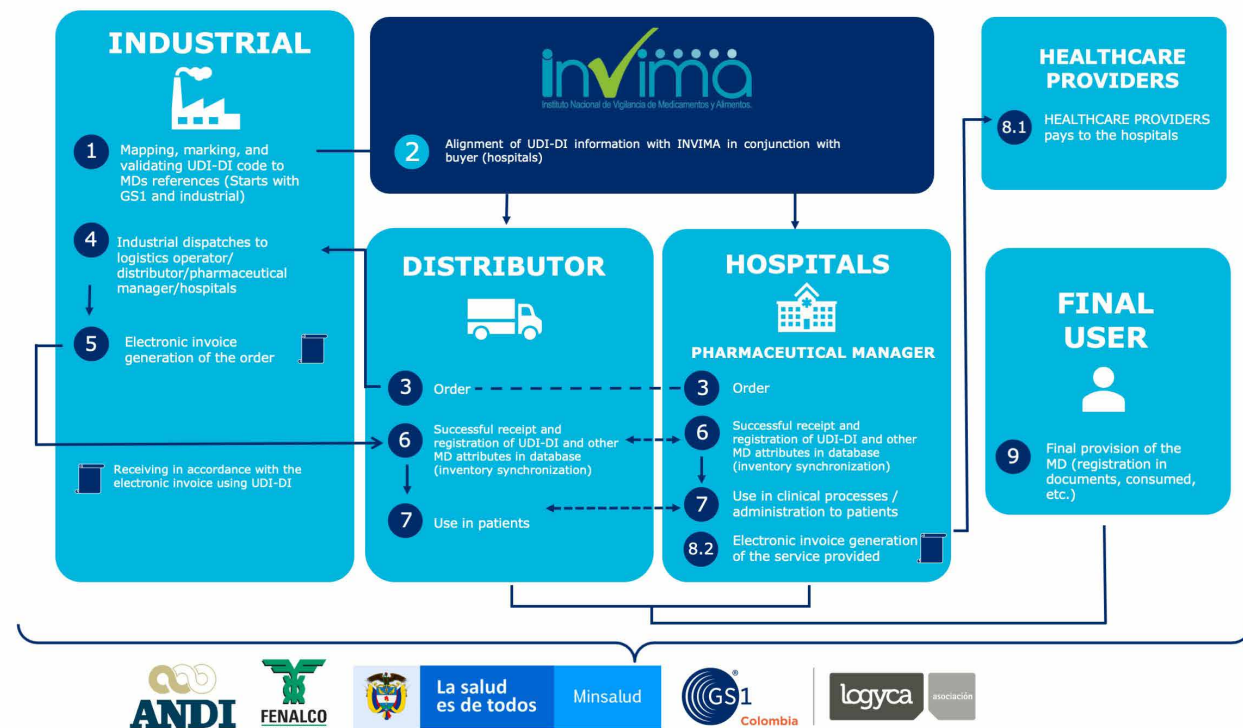 INDUSTRIAL
1
Mapping, marking, and
validating UDI-DI code to
MDs references (Starts with
GS1 and industrial)
4
Industrial dispatches to
logistics operator/
distributor/pharmaceutical
manager/hospitals
5
Electronic invoice
generation of the order
Receiving in accordance with the
electronic invoice using UDI-DI
invima
Instituto Nacional de Vigilancia de Medicamentos y Alimentos.
2
Alignment of UDI-DI information with INVIMA in conjunction with
buyer (hospitals)
DISTRIBUTOR
3
Order
6
Successful receipt and
registration of UDI-DI and other
MD attributes in database
(inventory synchronization)
7
Use in patients
HOSPITALS
PHARMACEUTICAL MANAGER
3
Order
6
Successful receipt and
registration of UDI-DI and other
MD attributes in database
(inventory synchronization)
7
Use in clinical processes /
administration to patients
8.2
Electronic invoice generation
of the service provided
HEALTHCARE
PROVIDERS
8.1
HEALTHCARE PROVIDERS
pays to the hospitals
FINAL
USER
9
Final provision of the
MD (registration in
documents, consumed,
etc.)
ANDI
FENALCO
La salud
es de todos
Minsalud
GS1
®
Colombia
logyca
asociación